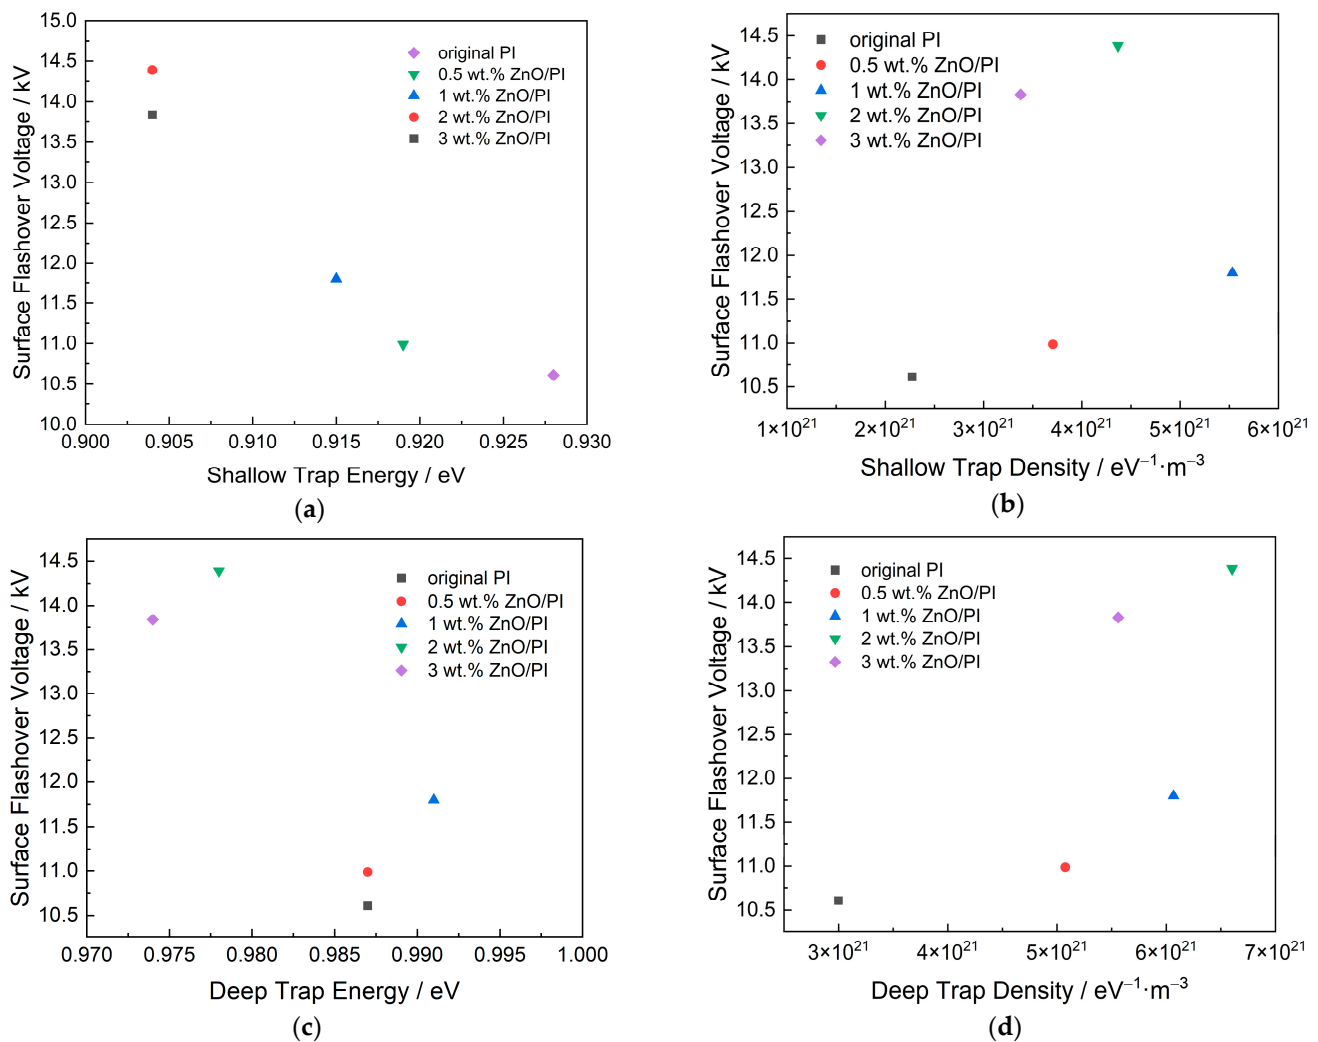 15.0
14.5
14.0
13.5
13.0
12.5
12.0
11.5
11.0
10.5
10.0
Surface Flashover Voltage / kV
original PI
0.5 wt.% ZnO/PI
1 wt.% ZnO/PI
2 wt.% ZnO/PI
3 wt.% ZnO/PI
0.900 0.905 0.910 0.915 0.920 0.925 0.930
Shallow Trap Energy / eV
(a)
14.5
14.0
13.5
13.0
12.5
12.0
11.5
11.0
10.5
Surface Flashover Voltage / kV
original PI
0.5 wt.% ZnO/PI
1 wt.% ZnO/PI
2 wt.% ZnO/PI
3 wt.% ZnO/PI
1×10²¹ 2×10²¹ 3×10²¹ 4×10²¹ 5×10²¹ 6×10²¹
Shallow Trap Density / eV⁻¹·m⁻³
(b)
14.5
14.0
13.5
13.0
12.5
12.0
11.5
11.0
10.5
Surface Flashover Voltage / kV
original PI
0.5 wt.% ZnO/PI
1 wt.% ZnO/PI
2 wt.% ZnO/PI
3 wt.% ZnO/PI
0.970 0.975 0.980 0.985 0.990 0.995 1.000
Deep Trap Energy / eV
(c)
14.5
14.0
13.5
13.0
12.5
12.0
11.5
11.0
10.5
Surface Flashover Voltage / kV
original PI
0.5 wt.% ZnO/PI
1 wt.% ZnO/PI
2 wt.% ZnO/PI
3 wt.% ZnO/PI
3×10²¹ 4×10²¹ 5×10²¹ 6×10²¹ 7×10²¹
Deep Trap Density / eV⁻¹·m⁻³
(d)